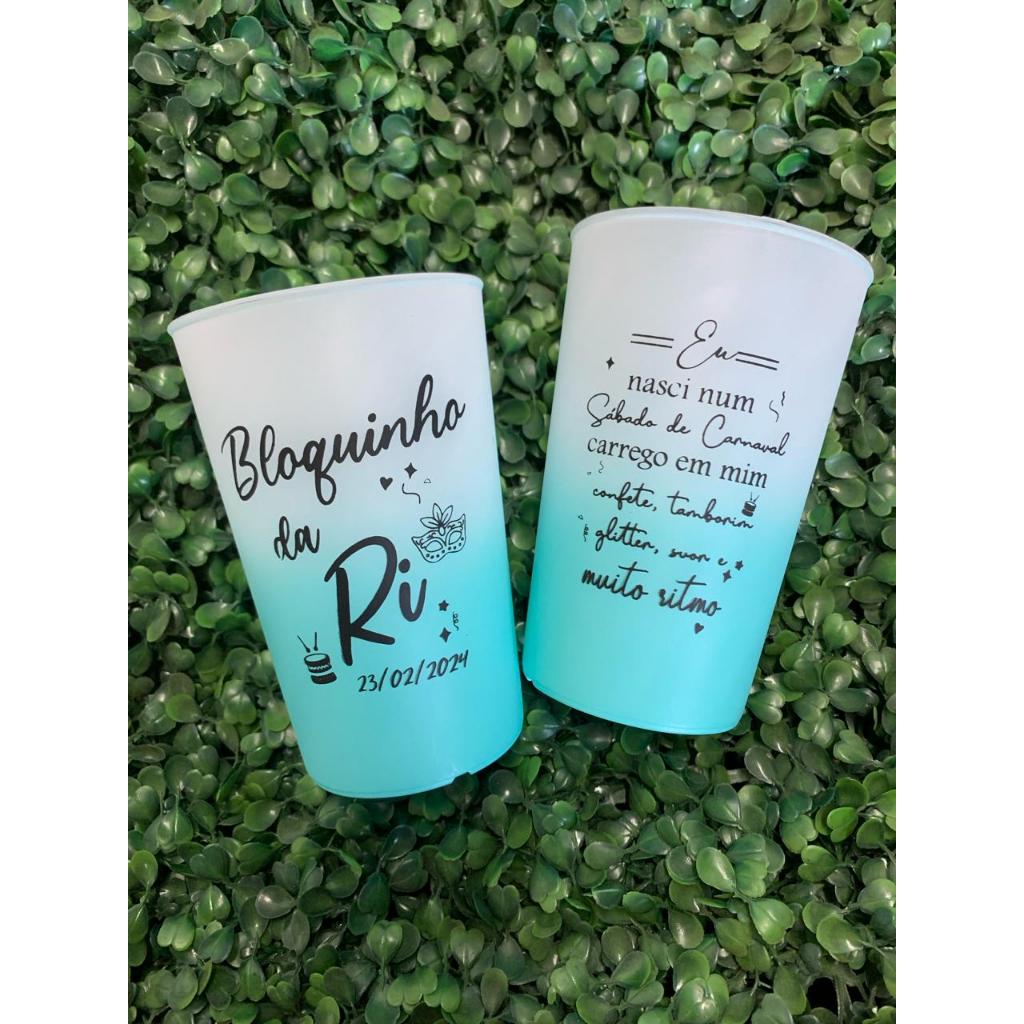 Bloquinho
da
Ri
23/02/2024
Eu
nasci num
Sábado de Carnaval
carrego em mim
confete, tamborim
glitter, suor e
muito ritmo